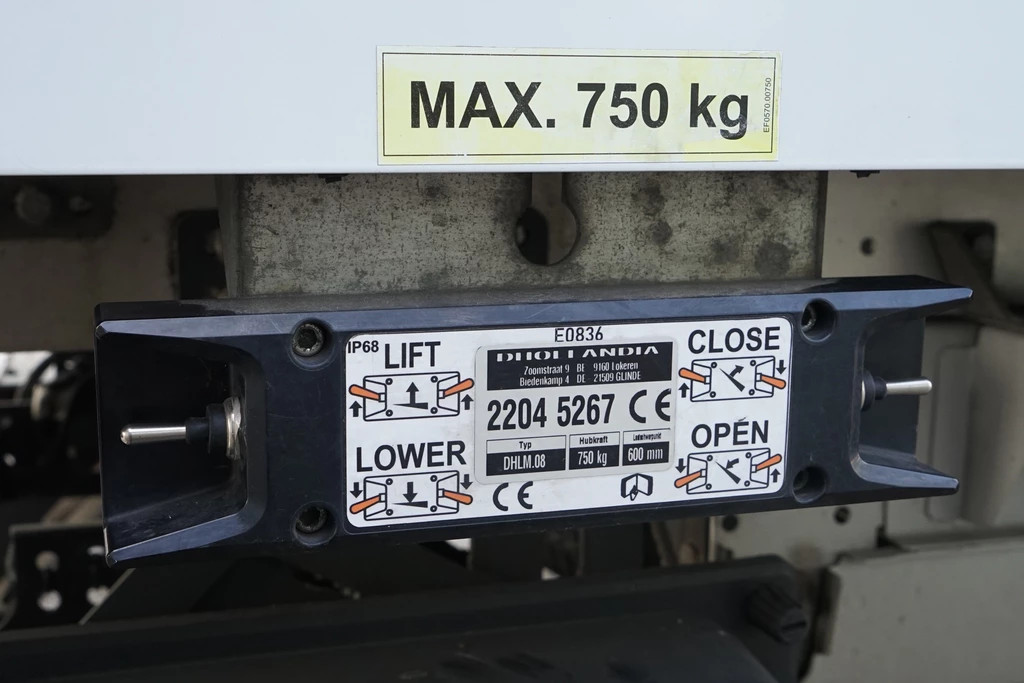 MAX. 750 kg
EF0570.00750
E0836
IP68 LIFT
CLOSE
DHOLLANDIA
Zoomstraat 9 BE 9160 Lokeren
Biedenkamp 4 DE 21509 GLINDE
2204 5267 CE
LOWER
OPEN
Typ Hubkraft Lastschwerpunkt
DHLM.08 750 kg 600 mm
CE